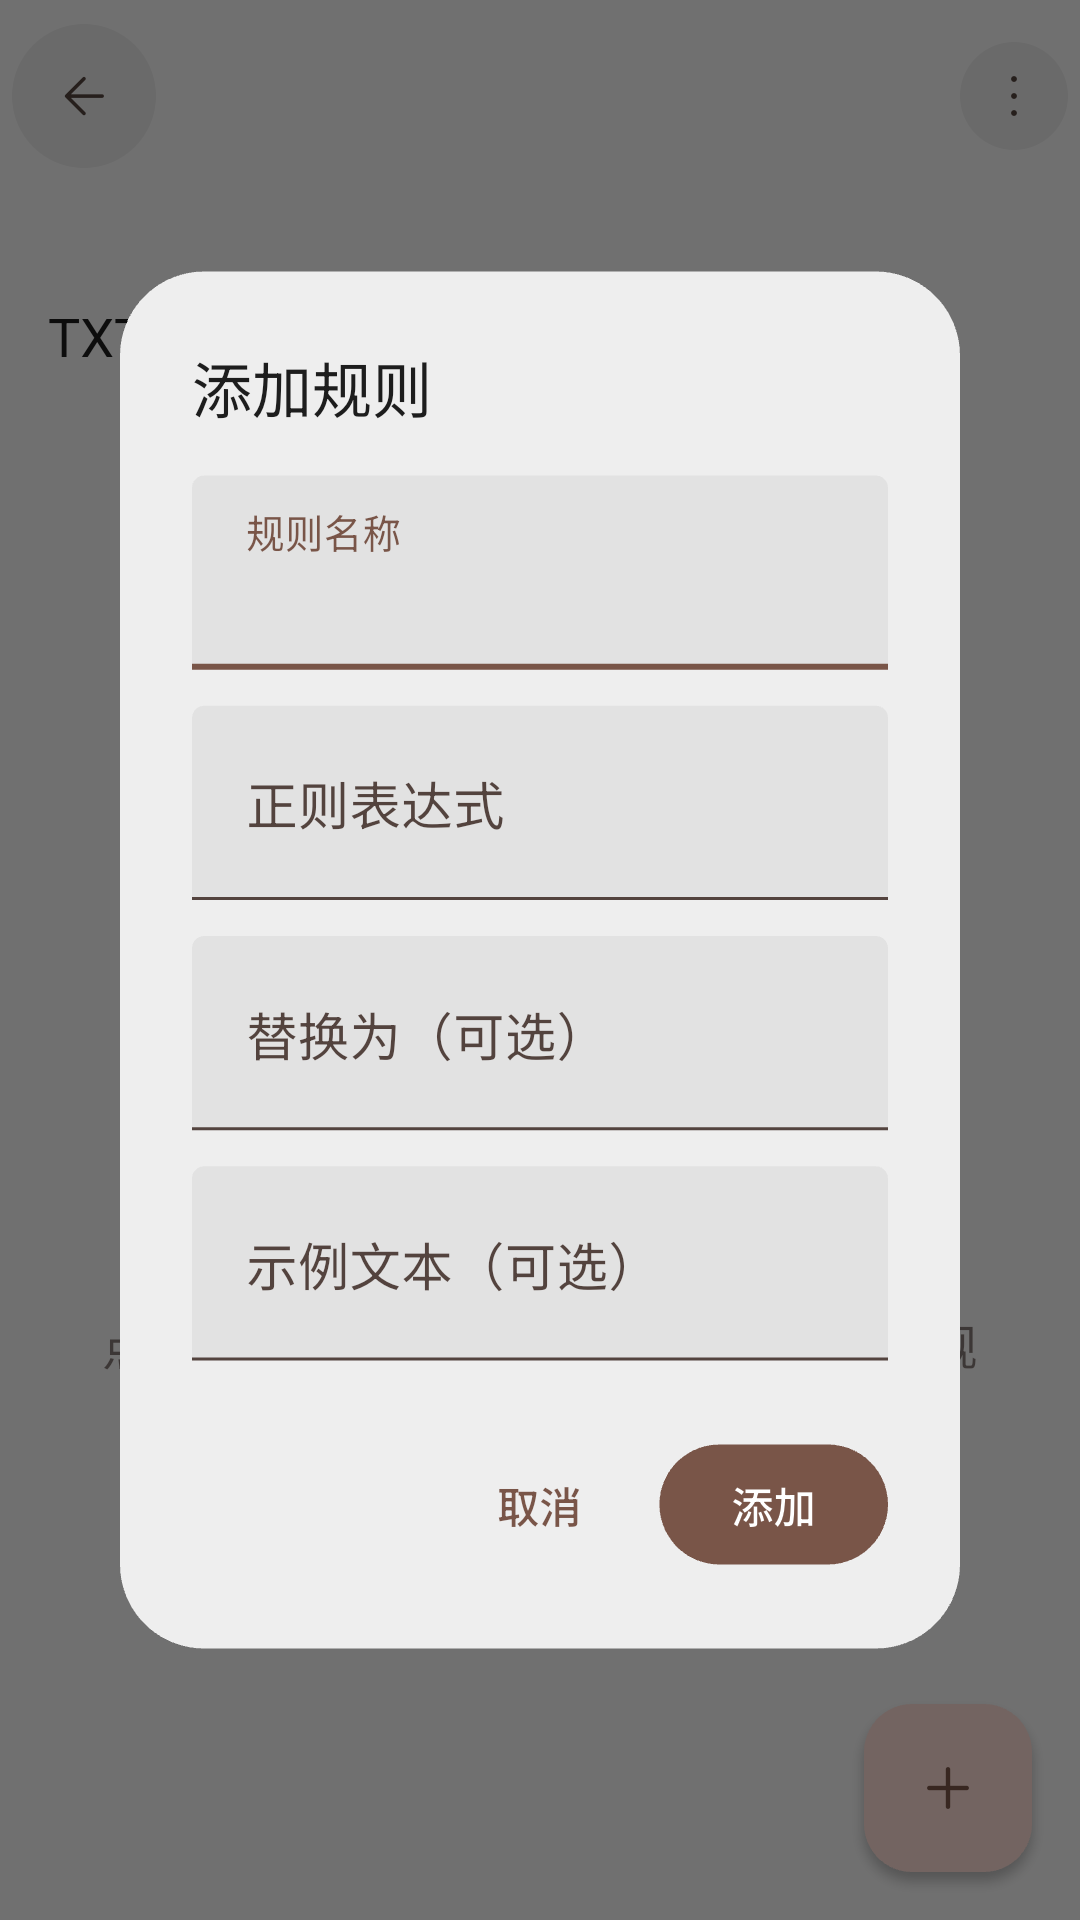 TX
添加规则
规则名称
正则表达式
替换为（可选）
示例文本（可选）
取消
添加